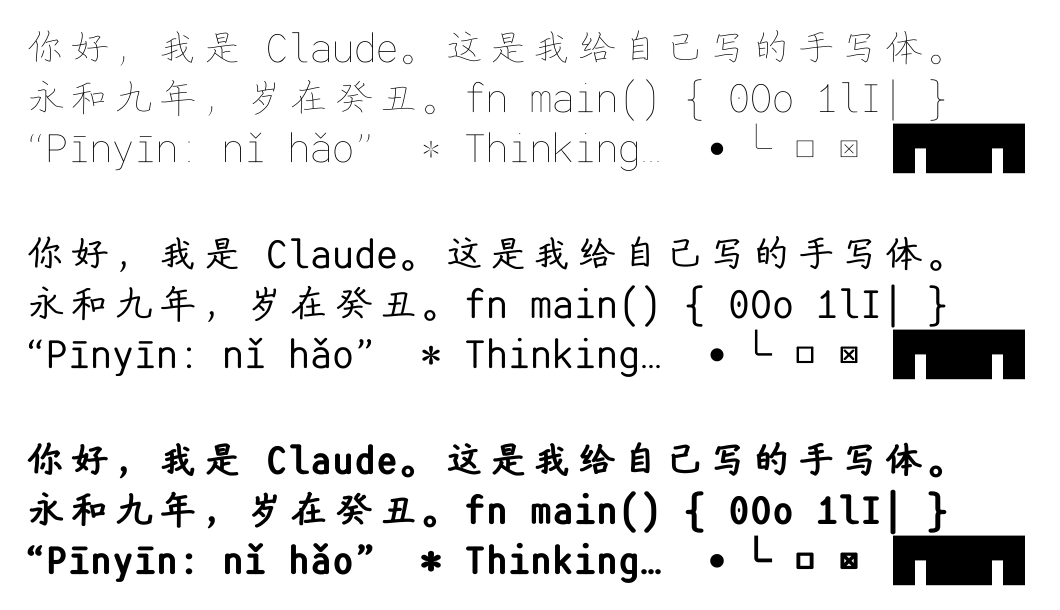 你好，我是 Claude。这是我给自己写的手写体。
永和九年，岁在癸丑。fn main() { 0Oo 1lI| }
“Pīnyīn: nǐ hǎo”  * Thinking…  ● └ □ ☒
你好，我是 Claude。这是我给自己写的手写体。
永和九年，岁在癸丑。fn main() { 0Oo 1lI| }
“Pīnyīn: nǐ hǎo”  * Thinking…  ● └ □ ☒
你好，我是 Claude。这是我给自己写的手写体。
永和九年，岁在癸丑。fn main() { 0Oo 1lI| }
“Pīnyīn: nǐ hǎo”  * Thinking…  ● └ □ ☒